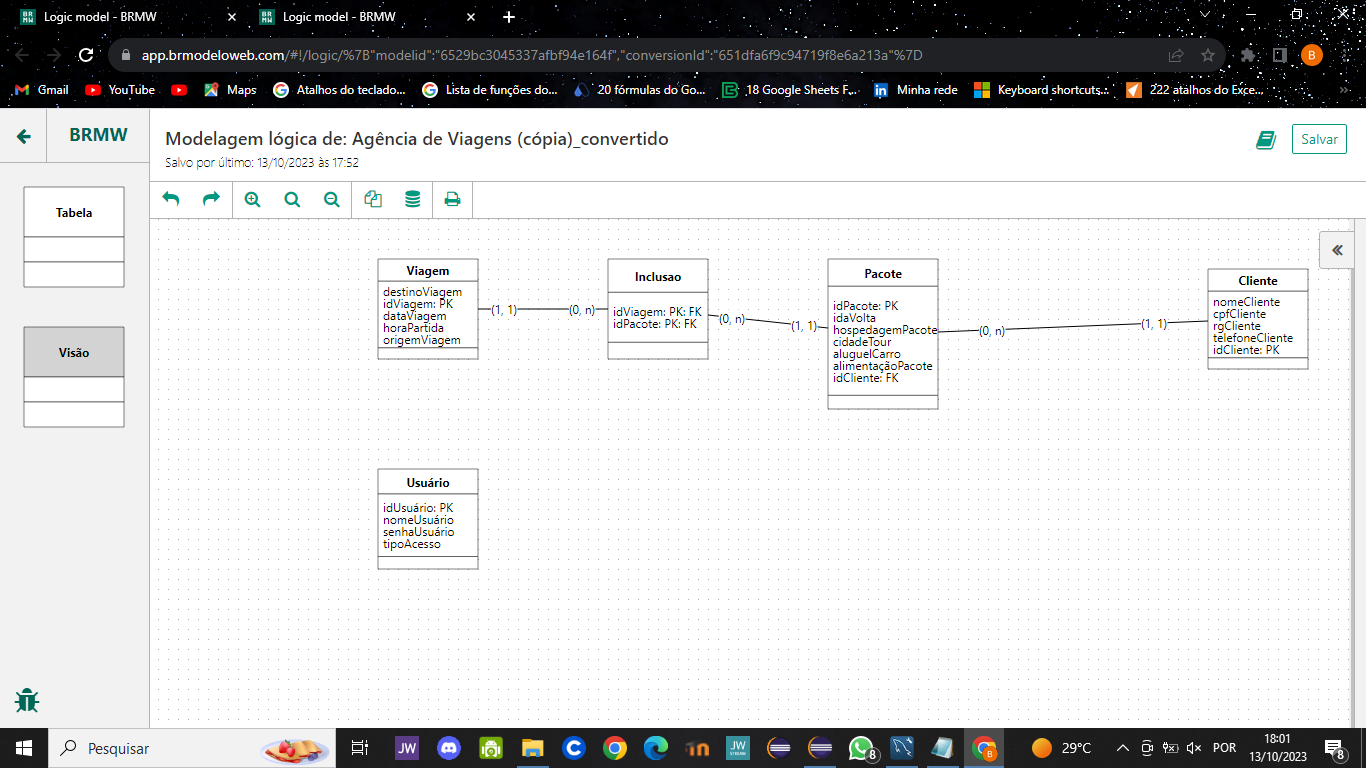 Logic model - BRMW
Logic model - BRMW
app.brmodeloweb.com/#!/logic/%7B"modelid":"6529bc3045337afbf94e164f","conversionId":"651dfa6f9c94719f8e6a213a"%7D
B
Gmail
YouTube
Maps
Atalhos do teclado...
Lista de funções do...
20 fórmulas do Go...
18 Google Sheets F...
Minha rede
Keyboard shortcuts...
222 atalhos do Exce...
BRMW
Modelagem lógica de: Agência de Viagens (cópia)_convertido
Salvo por último: 13/10/2023 às 17:52
Salvar
Tabela
Visão
Viagem
destinoViagem
idViagem: PK
dataViagem
horaPartida
origemViagem
(1, 1)
(0, n)
Inclusao
idViagem: PK: FK
idPacote: PK: FK
(0, n)
(1, 1)
Pacote
idPacote: PK
idaVolta
hospedagemPacote
cidadeTour
aluguelCarro
alimentaçãoPacote
idCliente: FK
(0, n)
(1, 1)
Cliente
nomeCliente
cpfCliente
rgCliente
telefoneCliente
idCliente: PK
Usuário
idUsuário: PK
nomeUsuário
senhaUsuário
tipoAcesso
Pesquisar
JW
JW
STREAM
8
B
29°C
POR
18:01
13/10/2023
8